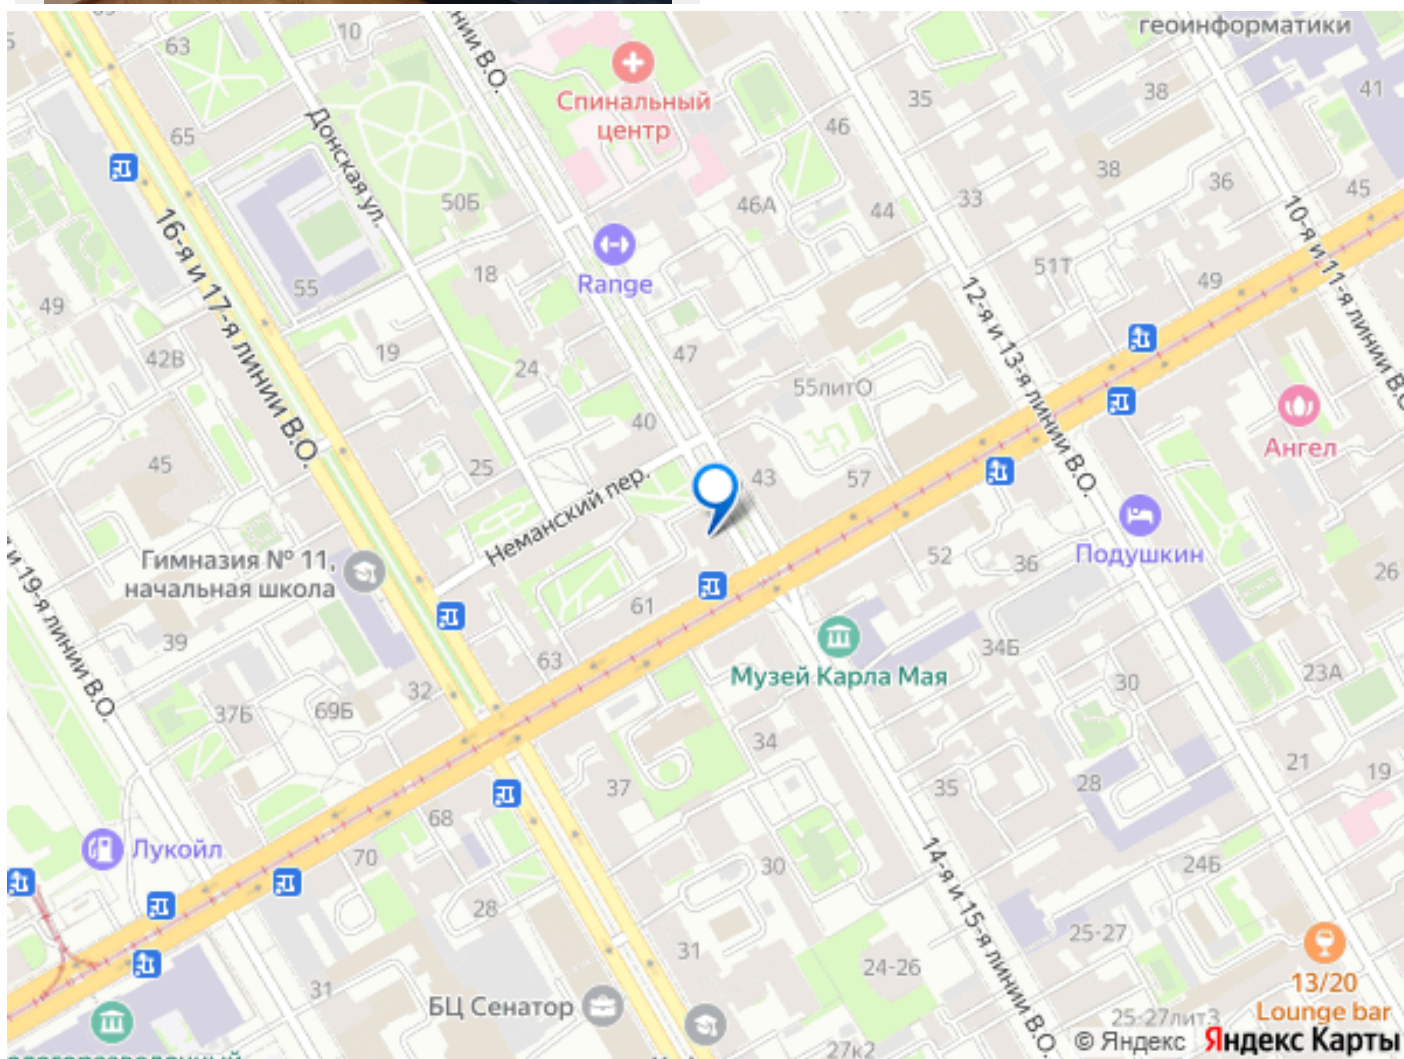 геоинформатики
63
10
линии В.О.
41
38
35
Спинальный
центр
46
65
Донская ул.
38
36
45
50Б
46А
44
33
10-я и 11-я линии В.О.
16-я и 17-я линии В.О.
18
Range
51Т
49
55
49
12-я и 13-я линии В.О.
42В
19
24
47
55литО
40
Ангел
45
25
43
57
Неманский пер.
Подушкин
Гимназия № 11,
начальная школа
52
36
26
61
и 19-я линии В.О.
39
63
Музей Карла Мая
34Б
23А
32
30
37Б
69Б
34
21
19
37
35
28
68
Лукойл
70
30
14-я и 15-я линии В.О.
24Б
28
25-27
31
24-26
31
13/20
Lounge bar
БЦ Сенатор
25-27литЗ
27к2
© Яндекс Яндекс Карты